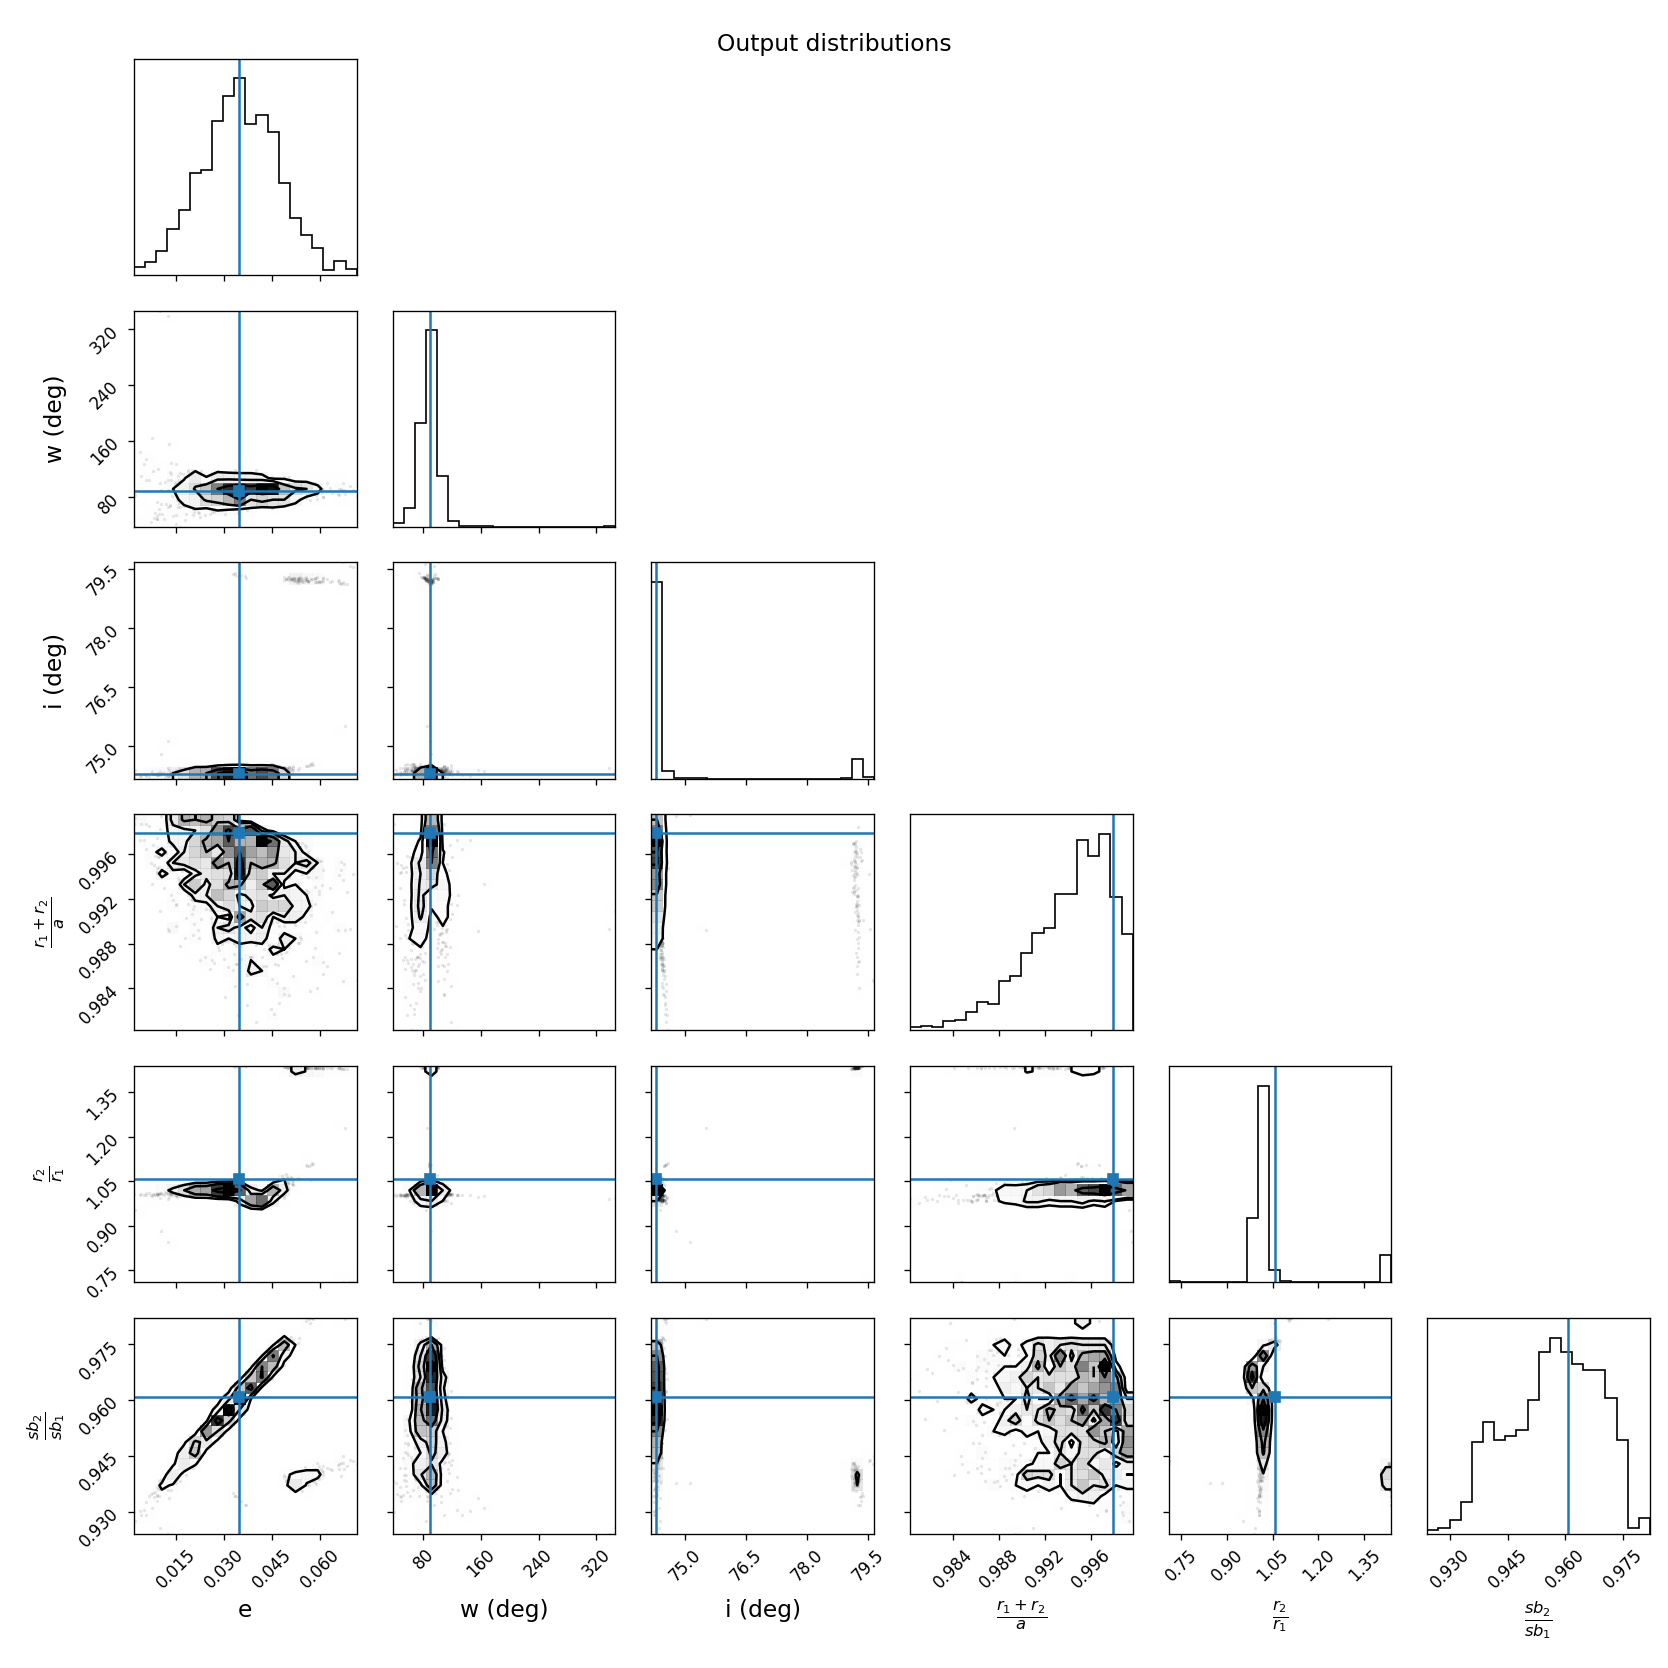 Output distributions
w (deg)
320
240
160
80
i (deg)
79.5
78.0
76.5
75.0
r₁ + r₂
a
0.996
0.992
0.988
0.984
r₂
r₁
1.35
1.20
1.05
0.90
0.75
sb₂
sb₁
0.975
0.960
0.945
0.930
0.015 0.030 0.045 0.060 80 160 240 320 75.0 76.5 78.0 79.5 0.984 0.988 0.992 0.996 0.75 0.90 1.05 1.20 1.35 0.930 0.945 0.960 0.975
e w (deg) i (deg) r₁ + r₂ r₂ sb₂
a r₁ sb₁